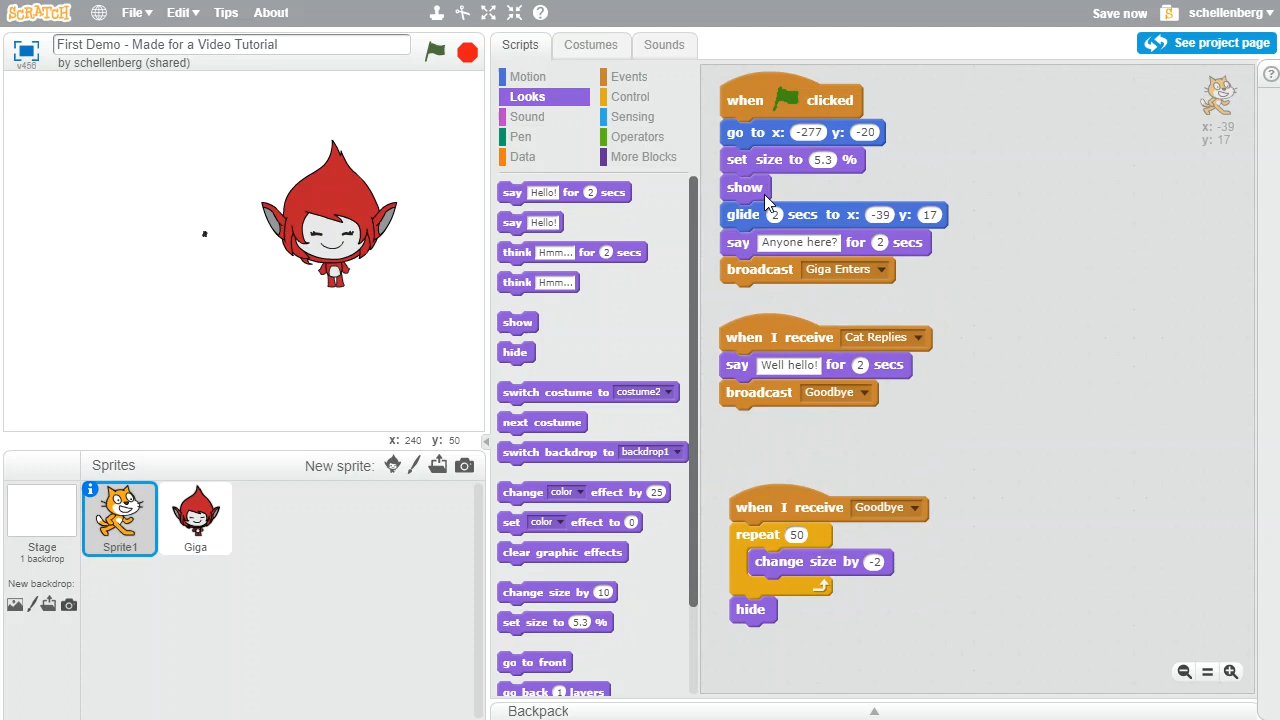 SCRATCH File Edit Tips About Save now schellenberg
v456 First Demo - Made for a Video Tutorial
by schellenberg (shared)
Scripts Costumes Sounds See project page
Motion Events
Looks Control
Sound Sensing
Pen Operators
Data More Blocks
say Hello! for 2 secs
say Hello!
think Hmm... for 2 secs
think Hmm...
show
hide
switch costume to costume2
next costume
switch backdrop to backdrop1
change color effect by 25
set color effect to 0
clear graphic effects
change size by 10
set size to 5.3 %
go to front
go back 1 layers
when clicked
go to x: -277 y: -20
set size to 5.3 %
show
glide 2 secs to x: -39 y: 17
say Anyone here? for 2 secs
broadcast Giga Enters
when I receive Cat Replies
say Well hello! for 2 secs
broadcast Goodbye
when I receive Goodbye
repeat 50
change size by -2
hide
x: -39
y: 17
x: 240 y: 50
Sprites New sprite:
Stage
1 backdrop
New backdrop:
Sprite1
Giga
Backpack